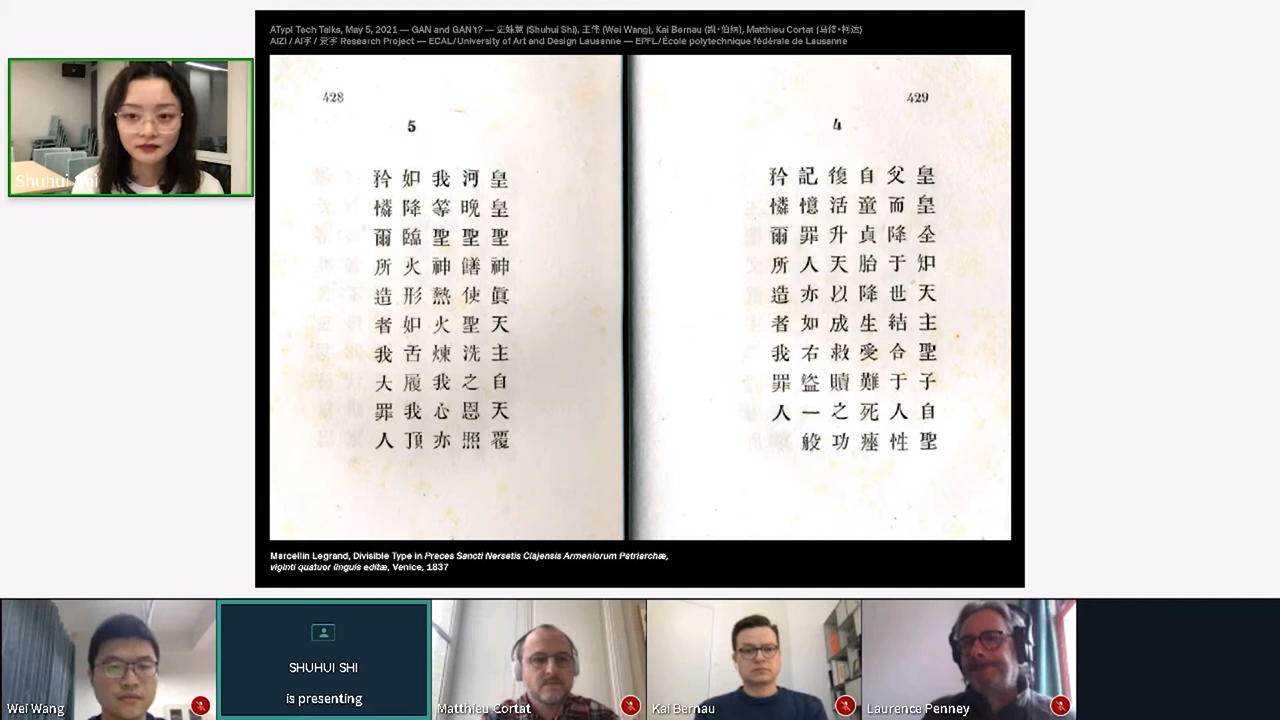 ATypI Tech Talks, May 5, 2021 — GAN and GAN't? — (Shuhui Shi), 王伟 (Wei Wang), Kai Bernau (凯·伯纳), Matthieu Cortat (马修·柯达)
AIZI / AI字 / 爱字 Research Project — ECAL/University of Art and Design Lausanne — EPFL/École polytechnique fédérale de Lausanne
Shuhui Shi
428
5
皇皇聖神眞天主自天覆
河晚聖饍使聖洗之恩照
我等聖神熱火煉我心亦
如降臨火形如舌履我頂
矜憐爾所造者我大罪人
429
4
皇皇全知天主聖子自聖
父而降于世結合于人性
自童貞胎降生愛難死瘞
復活升天以成救贖之功
記憶罪人亦如右盜一般
矜憐爾所造者我罪人
Marcellin Legrand, Divisible Type in Preces Sancti Nersetis Clajensis Armeniorum Patriarchæ,
viginti quatuor linguis editæ, Venice, 1837
Wei Wang
SHUHUI SHI
is presenting
Matthieu Cortat
Kai Bernau
Laurence Penney